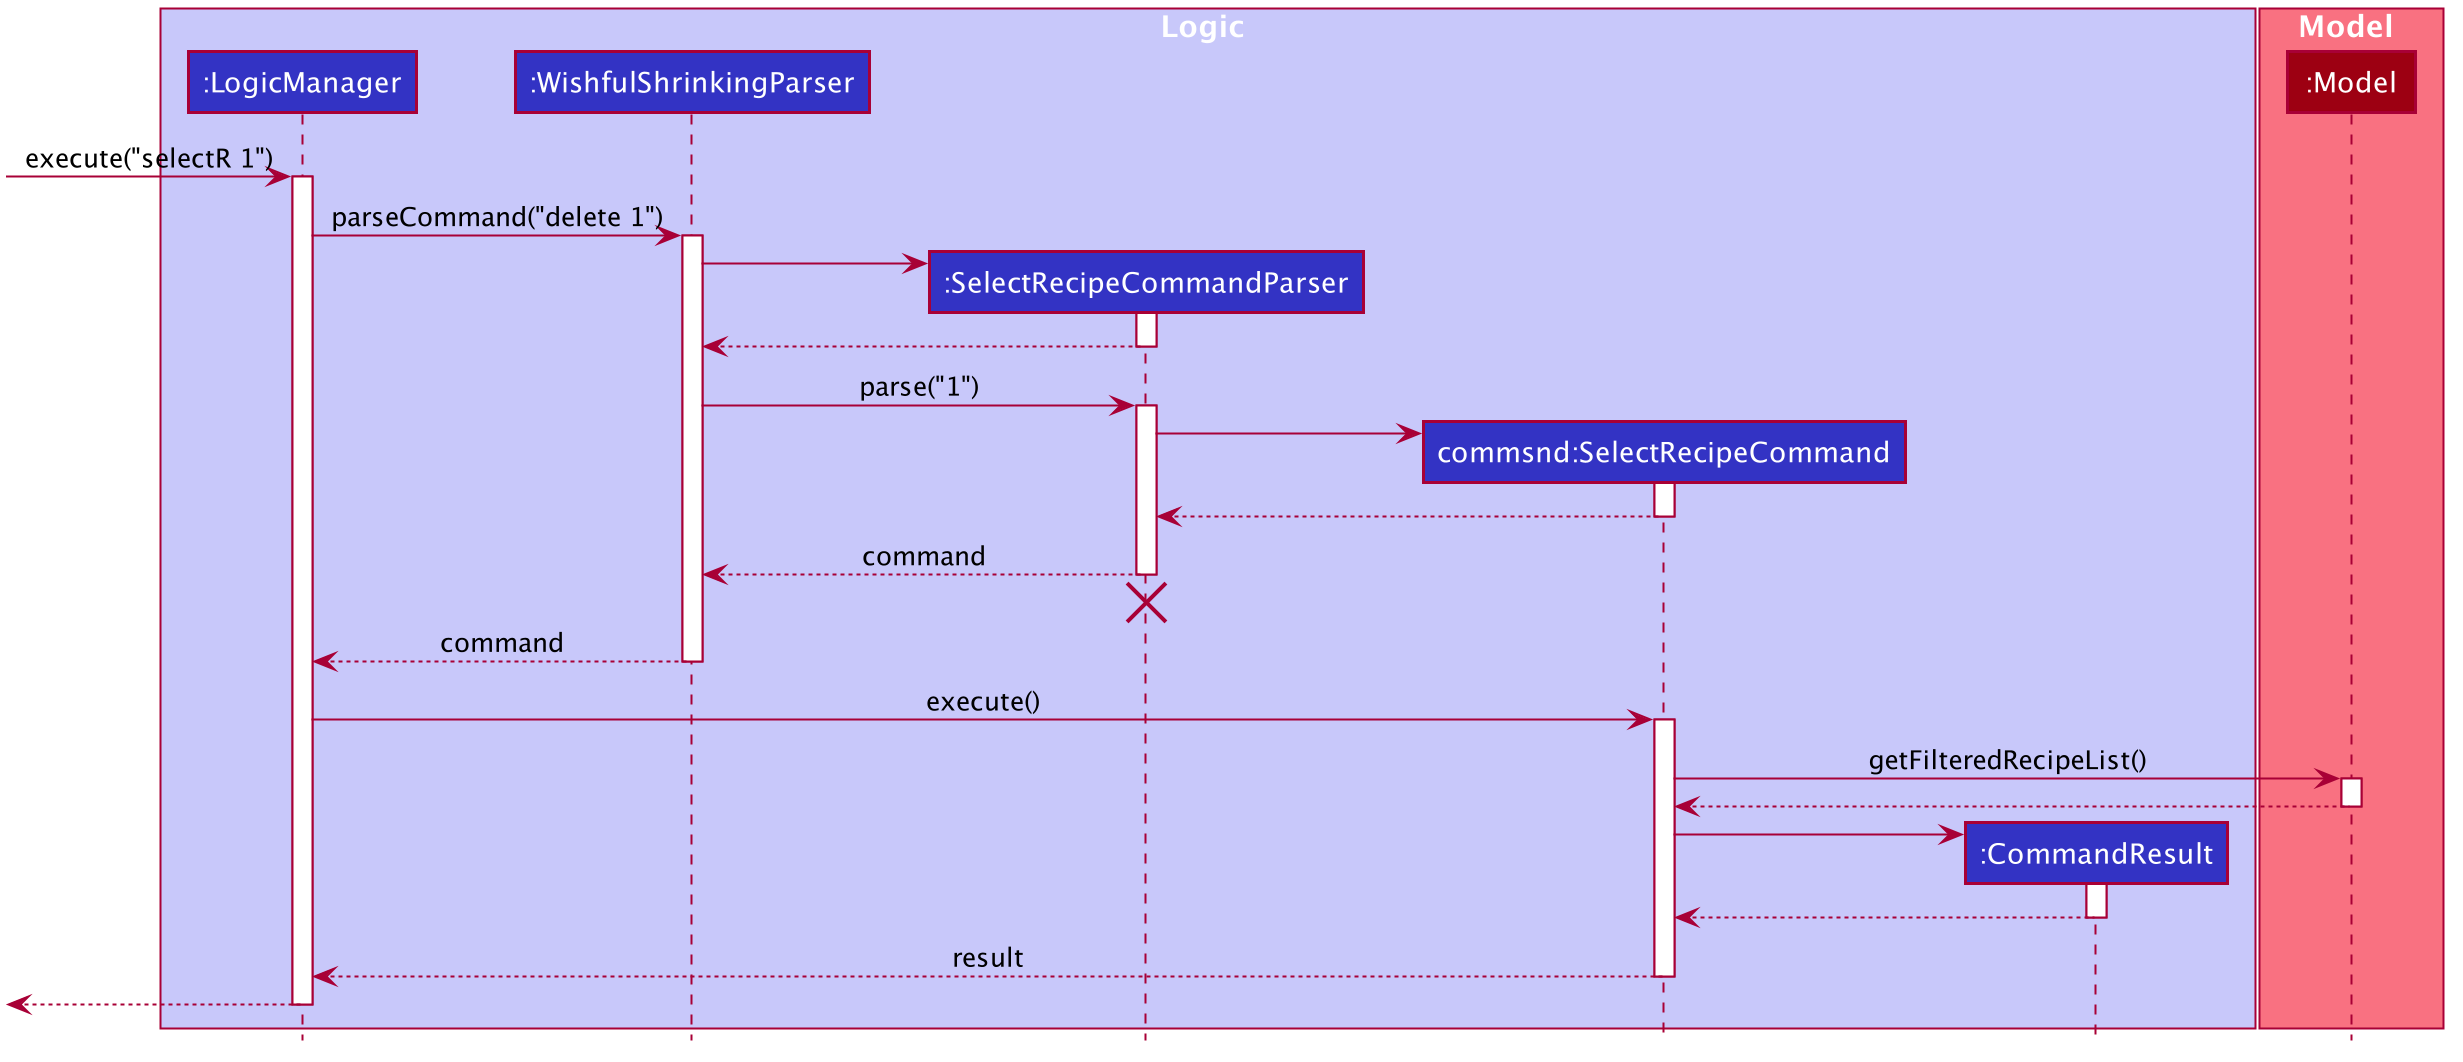 Logic
Model
:LogicManager
:WishfulShrinkingParser
:Model
execute("selectR 1")
parseCommand("delete 1")
:SelectRecipeCommandParser
parse("1")
commsnd:SelectRecipeCommand
command
command
execute()
getFilteredRecipeList()
:CommandResult
result